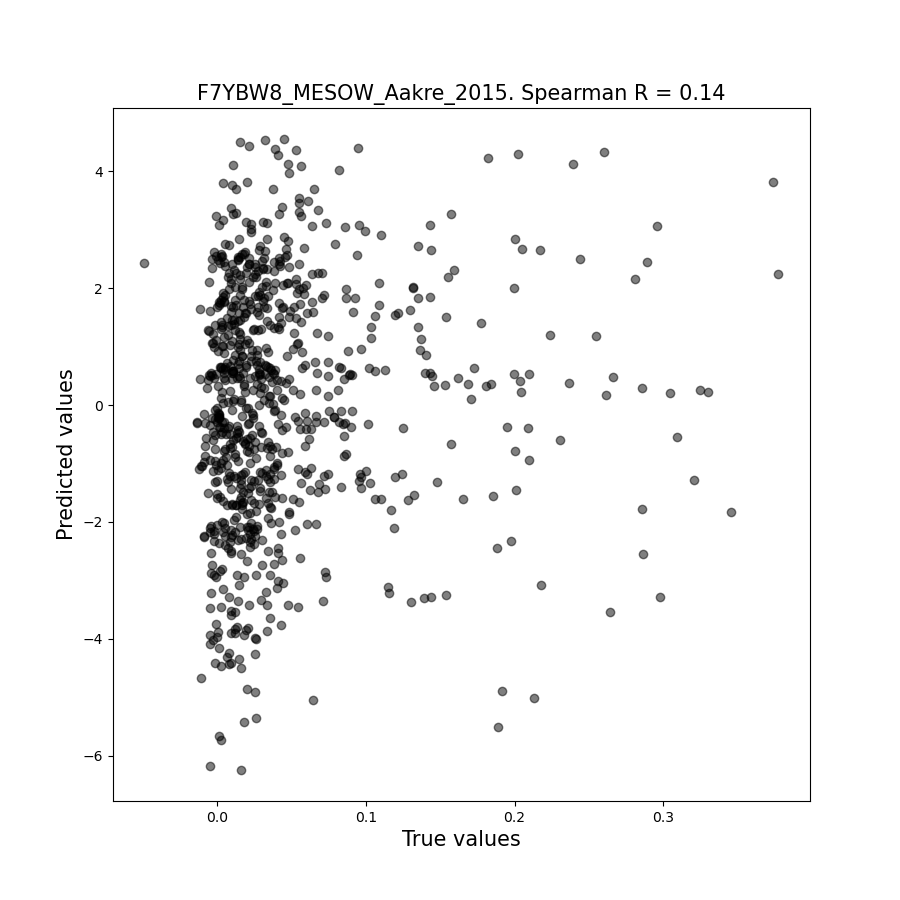 F7YBW8_MESOW_Aakre_2015. Spearman R = 0.14
Predicted values
4
2
0
−2
−4
−6
0.0 0.1 0.2 0.3
True values